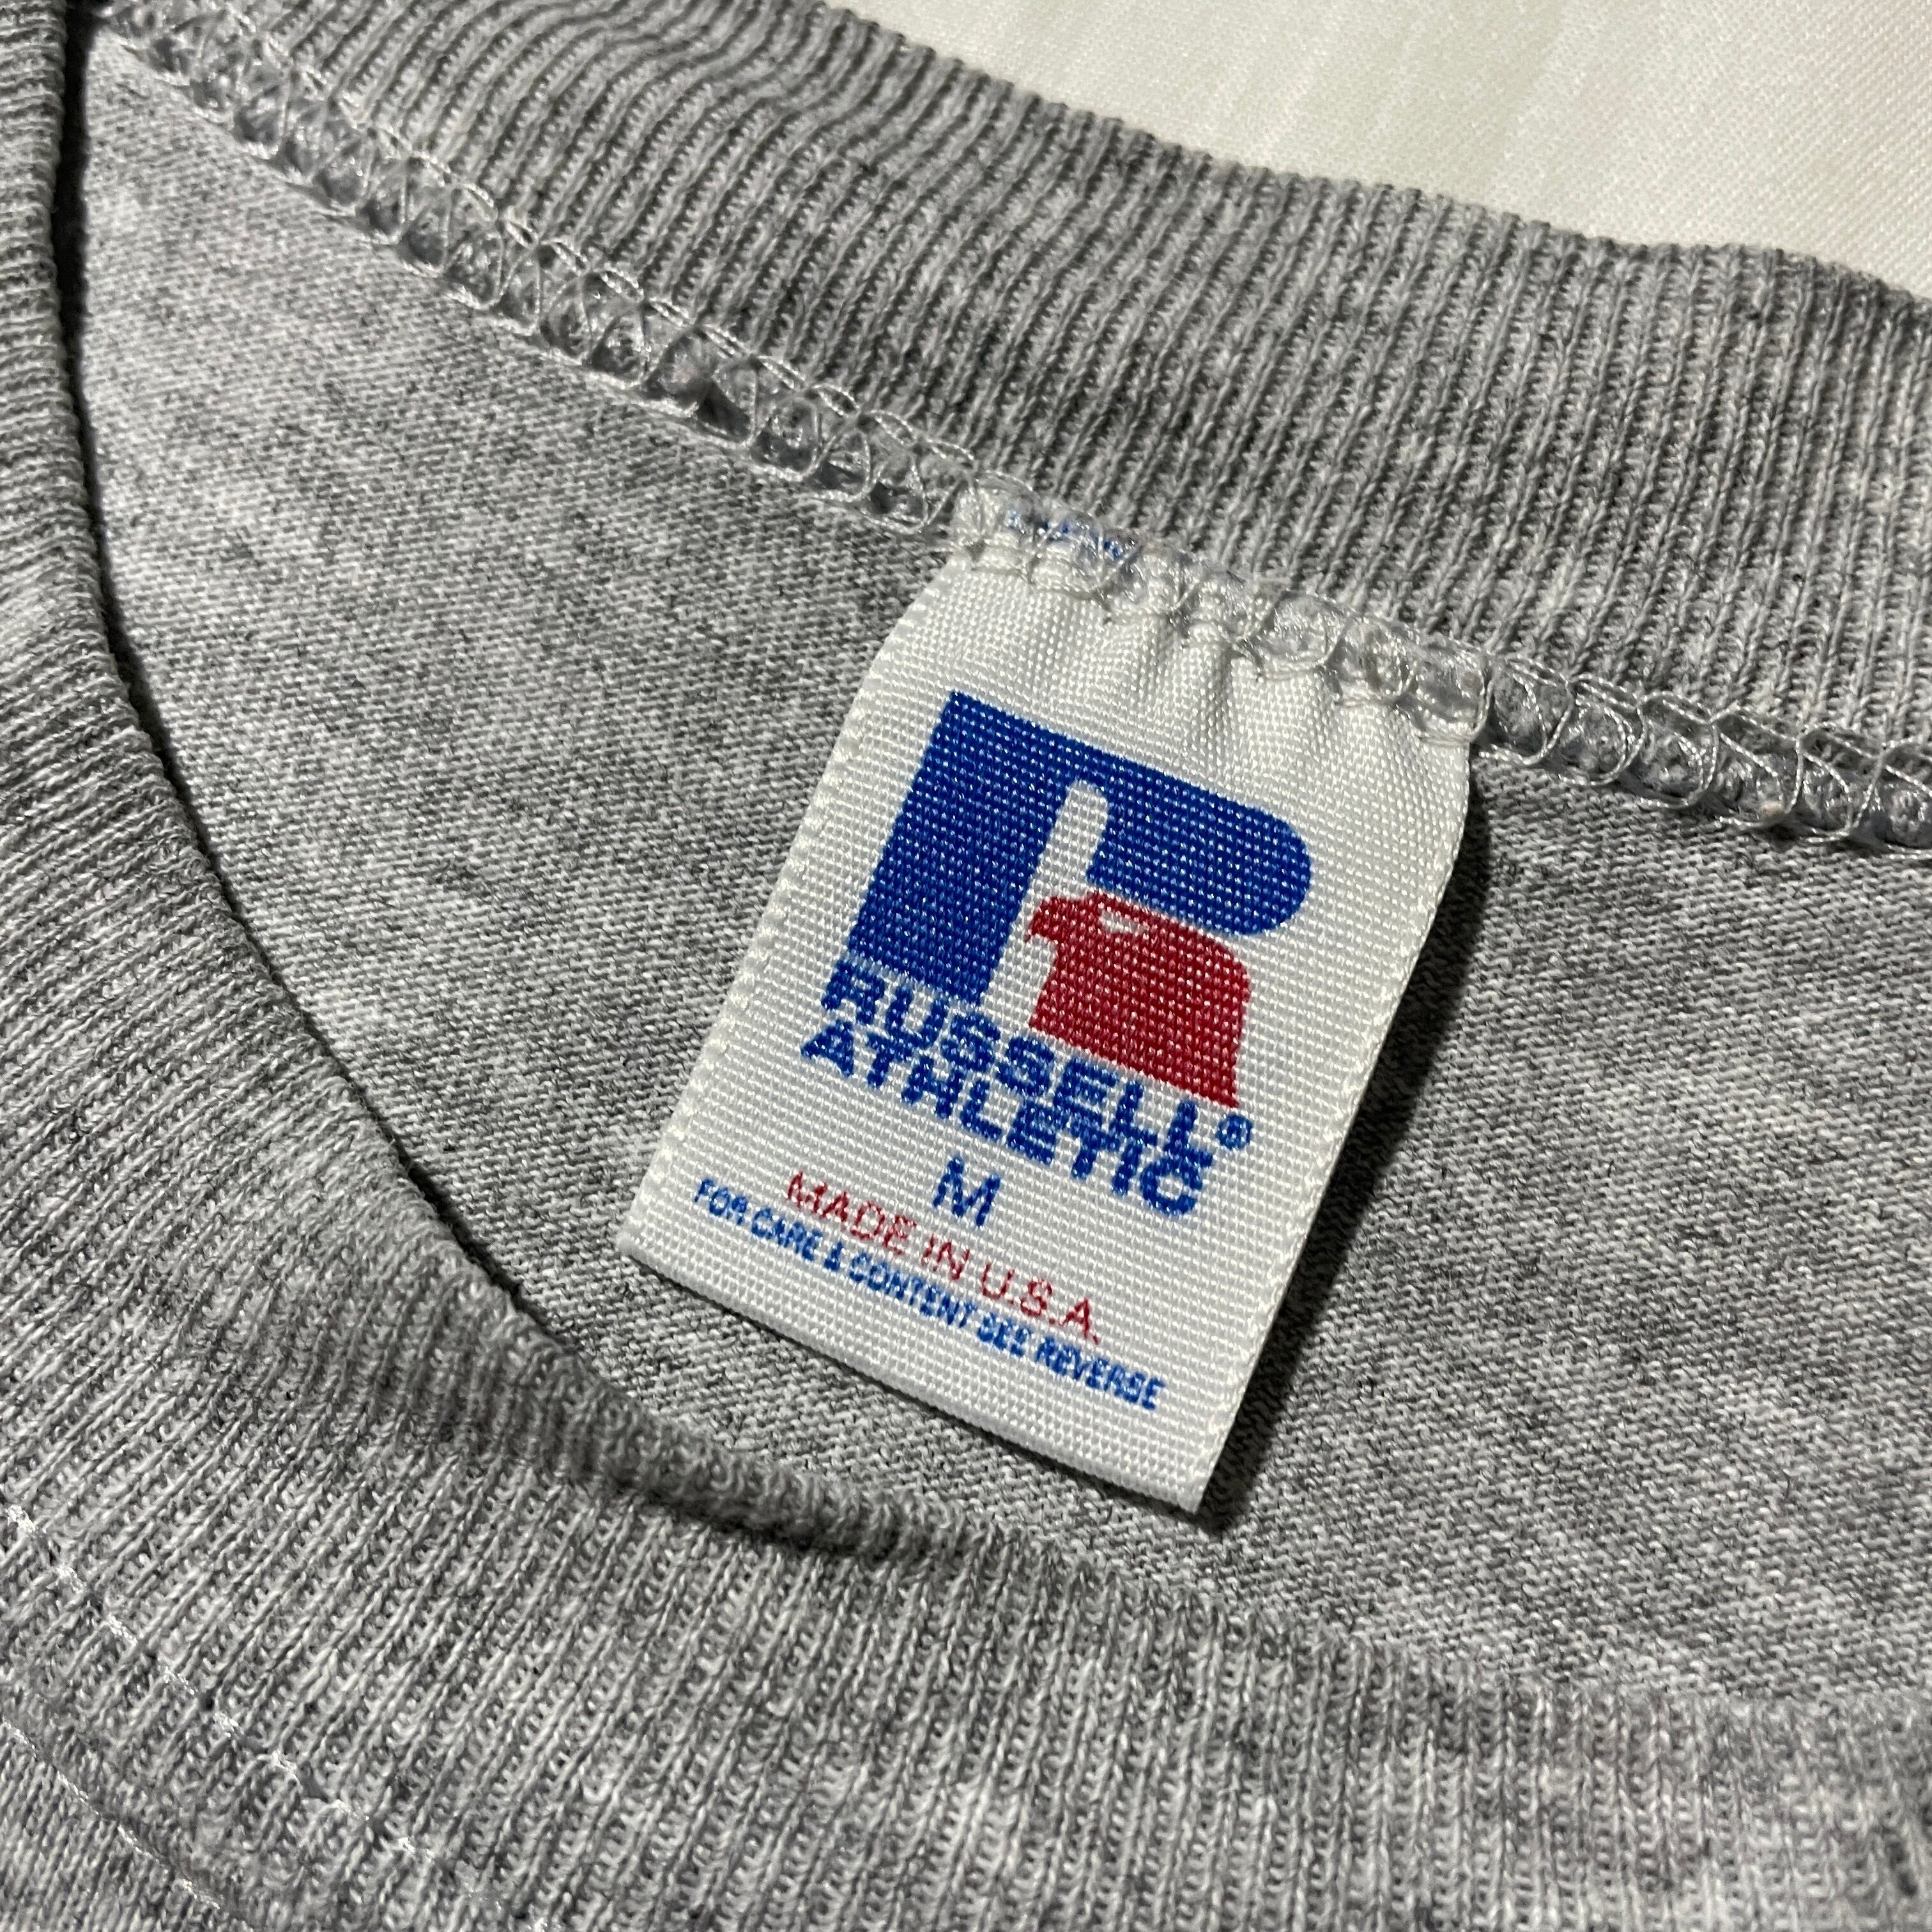 RUSSELL®
ATHLETIC
M
MADE IN U.S.A.
FOR CARE & CONTENT SEE REVERSE